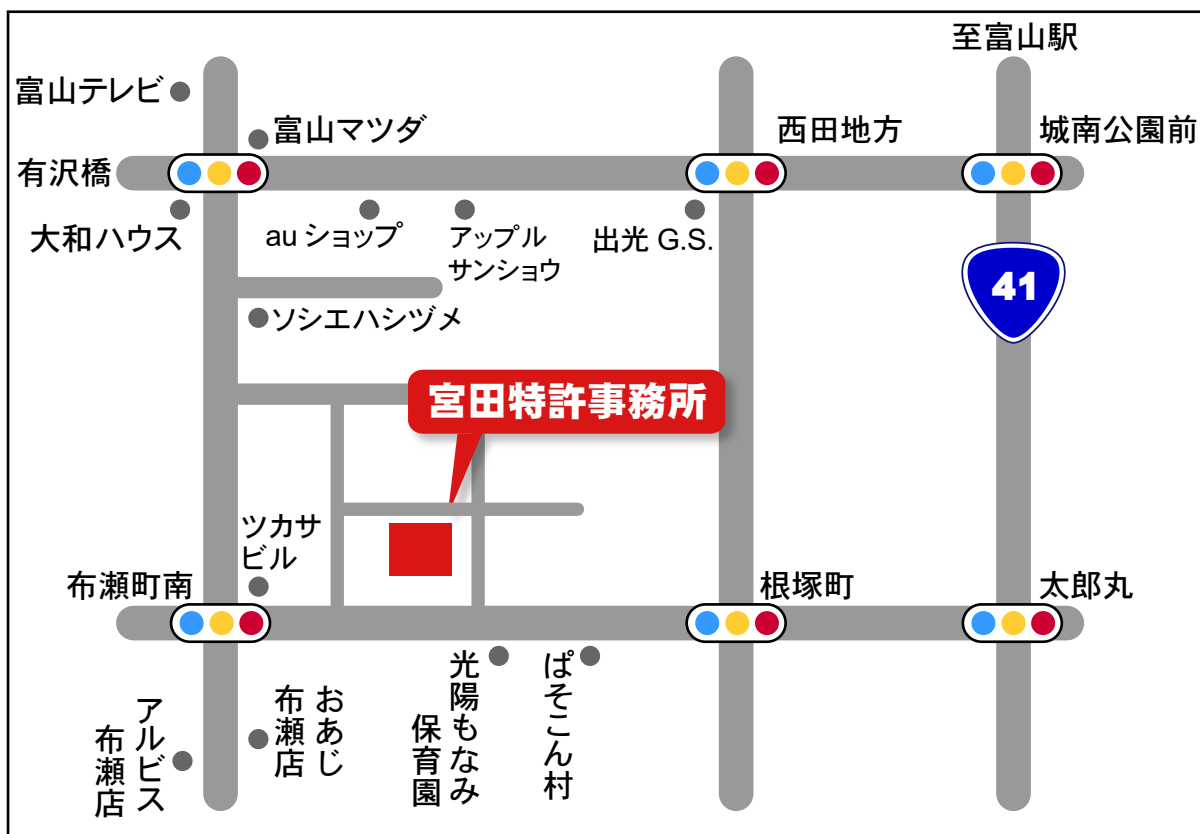 至富山駅
富山テレビ
富山マツダ
西田地方
城南公園前
有沢橋
大和ハウス
au ショップ
アップル
サンショウ
出光 G.S.
41
ソシエハシヅメ
宮田特許事務所
ツカサ
ビル
布瀬町南
根塚町
太郎丸
アルビス
布瀬店
おあじ
布瀬店
光陽もなみ
保育園
ぱそこん村